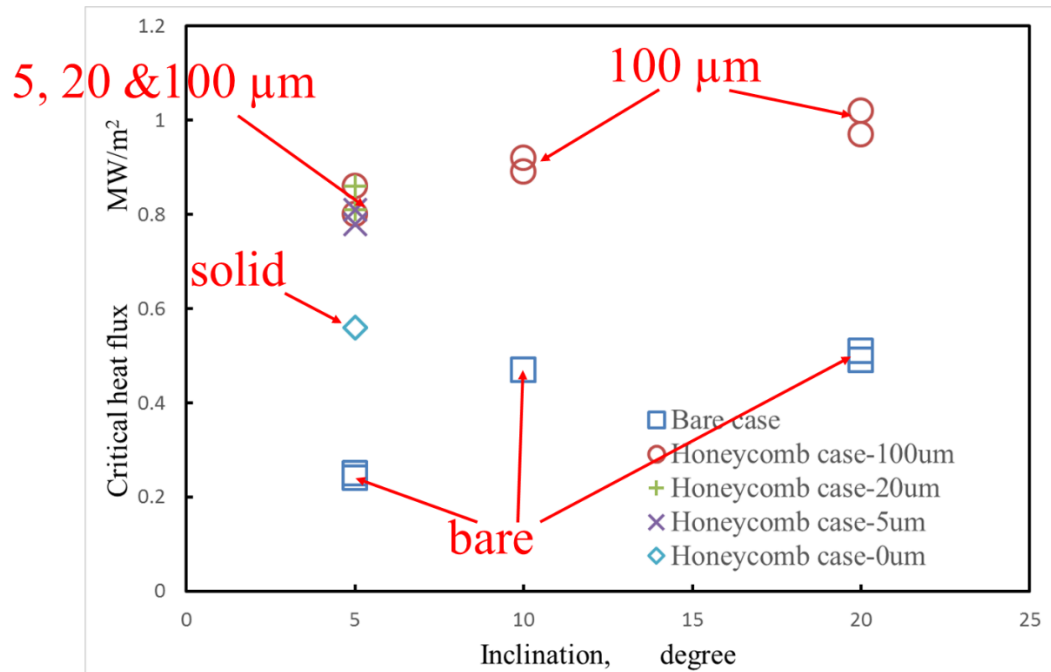 1.2
5, 20 &100 µm
100 µm
1
MW/m²
0.8
solid
0.6
Critical heat flux
0.4
Bare case
Honeycomb case-100um
0.2
Honeycomb case-20um
Honeycomb case-5um
bare
Honeycomb case-0um
0
0 5 10 15 20 25
Inclination, degree